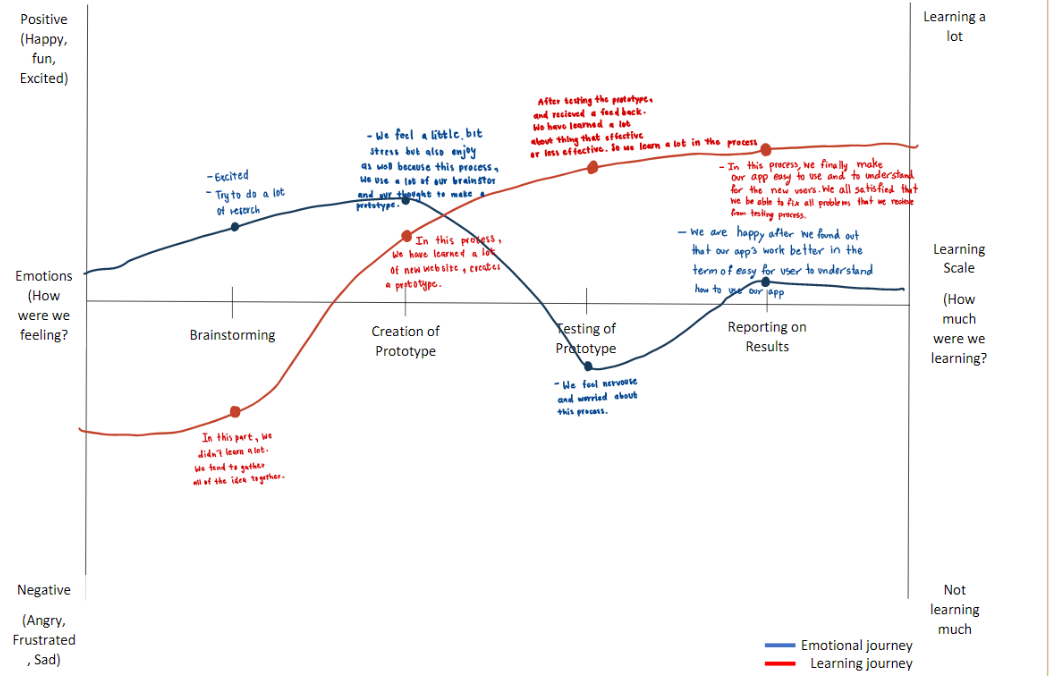 Positive
(Happy,
fun,
Excited)
Learning a
lot
After testing the prototype,
and recieved a feedback.
We have learned a lot
about thing that effective
or less effective. So we learn a lot in the process
- We feel a little bit
stress but also enjoy
as well because this process,
We use a lot of our brainstor
and our thought to make a
prototype.
-Excited
- Try to do a lot
of reserch
- In this process, we finally make
our app easy to use and to understand
for the new users. We all satisfied that
we be able to fix all problems that we recieve
from testing process.
In this process,
We have learned a lot
of new website, creates
a prototype.
- We are happy after we found out
that our app's work better in the
term of easy for user to understand
how to use our app
Emotions
(How
were we
feeling?
Learning
Scale
(How
much
were we
learning?
Brainstorming
Creation of
Prototype
Testing of
Prototype
Reporting on
Results
- We feel nervouse
and worried about
this process.
In this part, we
didn't learn a lot.
We tend to gather
all of the idea together.
Negative
(Angry,
Frustrated
, Sad)
Not
learning
much
Emotional journey
Learning journey